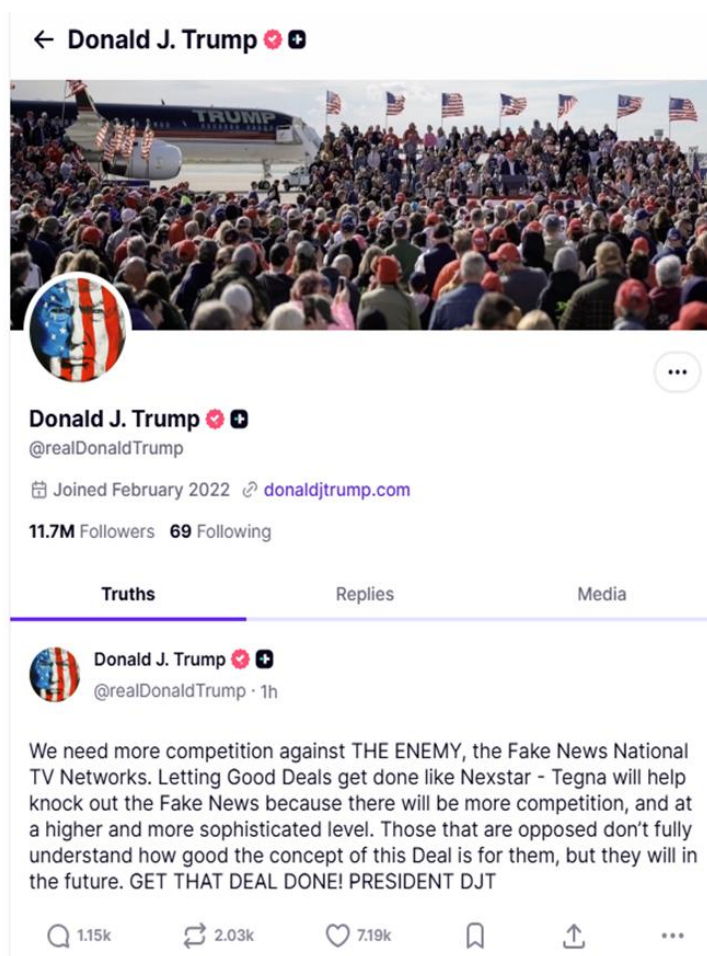 Donald J. Trump
TRUMP
Donald J. Trump
@realDonaldTrump
Joined February 2022 donaldjtrump.com
11.7M Followers 69 Following
Truths Replies Media
Donald J. Trump
@realDonaldTrump · 1h
We need more competition against THE ENEMY, the Fake News National
TV Networks. Letting Good Deals get done like Nexstar - Tegna will help
knock out the Fake News because there will be more competition, and at
a higher and more sophisticated level. Those that are opposed don’t fully
understand how good the concept of this Deal is for them, but they will in
the future. GET THAT DEAL DONE! PRESIDENT DJT
1.15k 2.03k 7.19k